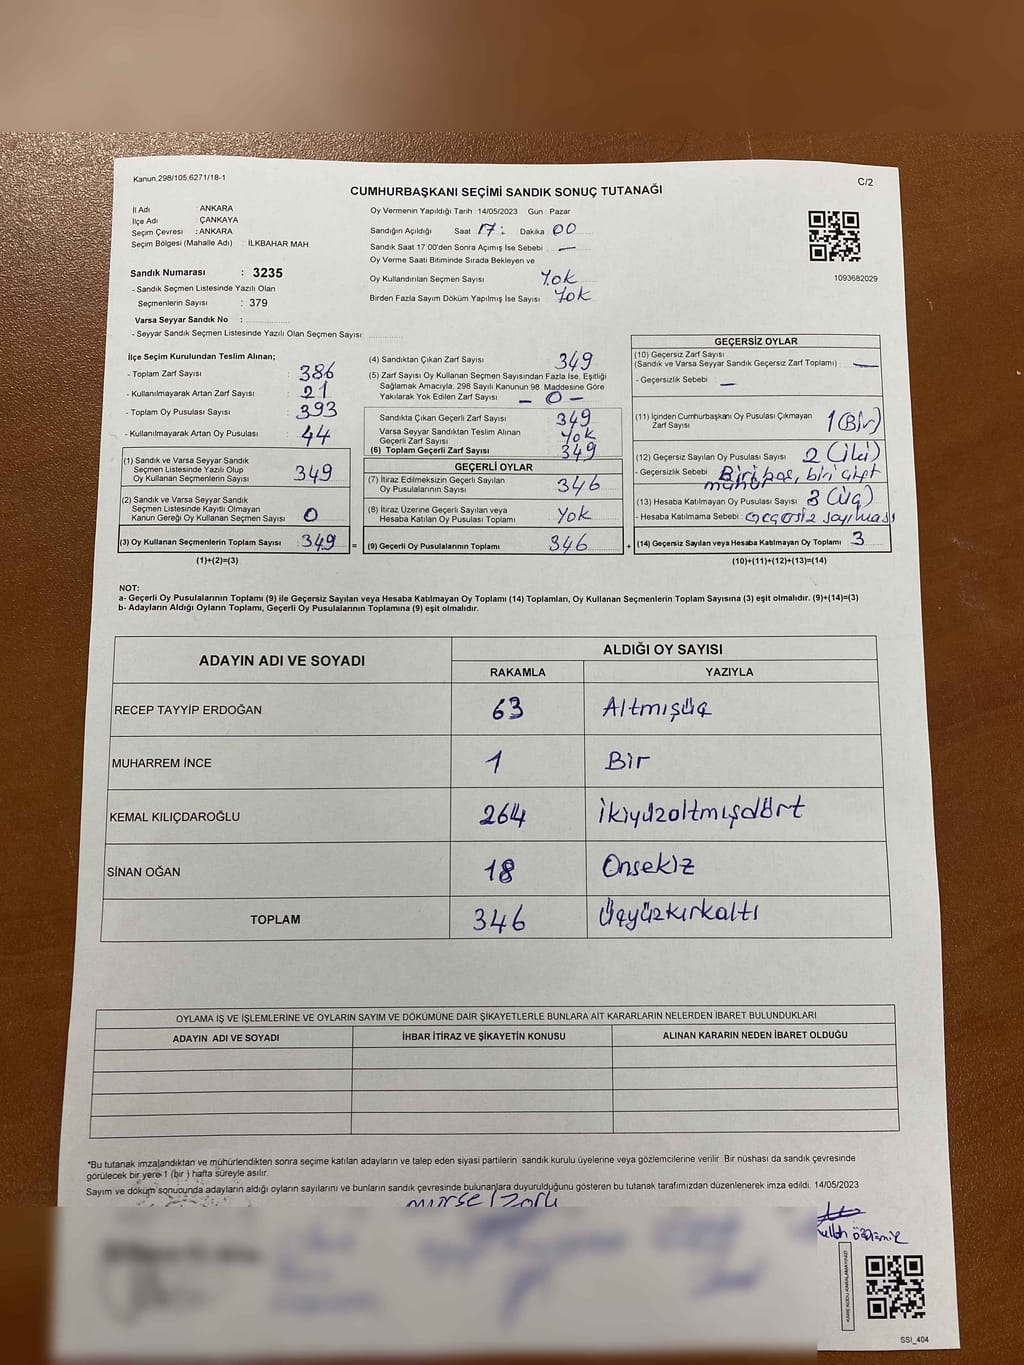 Kanun.298/105,6271/18-1
C/2
CUMHURBAŞKANI SEÇİMİ SANDIK SONUÇ TUTANAĞI
İl Adı : ANKARA
İlçe Adı : ÇANKAYA
Seçim Çevresi : ANKARA
Seçim Bölgesi (Mahalle Adı) : İLKBAHAR MAH.
Sandık Numarası : 3235
- Sandık Seçmen Listesinde Yazılı Olan
Seçmenlerin Sayısı : 379
Varsa Seyyar Sandık No :
- Seyyar Sandık Seçmen Listesinde Yazılı Olan Seçmen Sayısı:
Oy Vermenin Yapıldığı Tarih : 14/05/2023 Gün : Pazar
Sandığın Açıldığı Saat 17: Dakika 00
Sandık Saat 17:00'den Sonra Açımış İse Sebebi : —
Oy Verme Saati Bitiminde Sırada Bekleyen ve
Oy Kullandırılan Seçmen Sayısı Yok
Birden Fazla Sayım Döküm Yapılmış İse Sayısı : Yok
1093682029
İlçe Seçim Kurulundan Teslim Alınan;
- Toplam Zarf Sayısı : 386
- Kullanılmayarak Artan Zarf Sayısı : 21
- Toplam Oy Pusulası Sayısı : 393
- Kullanılmayarak Artan Oy Pusulası : 44
(1) Sandık ve Varsa Seyyar Sandık
Seçmen Listesinde Yazılı Olup
Oy Kullanan Seçmenlerin Sayısı 349
(2) Sandık ve Varsa Seyyar Sandık
Seçmen Listesinde Kayıtlı Olmayan
Kanun Gereği Oy Kullanan Seçmen Sayısı 0
(3) Oy Kullanan Seçmenlerin Toplam Sayısı 349 =
(1)+(2)=(3)
(4) Sandıktan Çıkan Zarf Sayısı 349
(5) Zarf Sayısı Oy Kullanan Seçmen Sayısından Fazla İse, Eşitliği
Sağlamak Amacıyla, 298 Sayılı Kanunun 98. Maddesine Göre
Yakılarak Yok Edilen Zarf Sayısı - 0 -
Sandıkta Çıkan Geçerli Zarf Sayısı 349
Varsa Seyyar Sandıktan Teslim Alınan
Geçerli Zarf Sayısı Yok
(6) Toplam Geçerli Zarf Sayısı 349
GEÇERLİ OYLAR
(7) İtiraz Edilmeksizin Geçerli Sayılan
Oy Pusulalarının Sayısı 346
(8) İtiraz Üzerine Geçerli Sayılan veya
Hesaba Katılan Oy Pusulası Toplamı Yok
(9) Geçerli Oy Pusulalarının Toplamı 346 +
GEÇERSİZ OYLAR
(10) Geçersiz Zarf Sayısı
(Sandık ve Varsa Seyyar Sandık Geçersiz Zarf Toplamı) : —
- Geçersizlik Sebebi : —
(11) İçinden Cumhurbaşkanı Oy Pusulası Çıkmayan
Zarf Sayısı 1 (Bir)
(12) Geçersiz Sayılan Oy Pusulası Sayısı 2 (iki)
- Geçersizlik Sebebi : Biri boş, biri çift
mühür
(13) Hesaba Katılmayan Oy Pusulası Sayısı 3 (üç)
- Hesaba Katılmama Sebebi : Geçersiz sayılması
(14) Geçersiz Sayılan veya Hesaba Katılmayan Oy Toplamı 3
(10)+(11)+(12)+(13)=(14)
NOT:
a- Geçerli Oy Pusulalarının Toplamı (9) ile Geçersiz Sayılan veya Hesaba Katılmayan Oy Toplamı (14) Toplamları, Oy Kullanan Seçmenlerin Toplam Sayısına (3) eşit olmalıdır. (9)+(14)=(3)
b- Adayların Aldığı Oyların Toplamı, Geçerli Oy Pusulalarının Toplamına (9) eşit olmalıdır.
ADAYIN ADI VE SOYADI
ALDIĞI OY SAYISI
RAKAMLA YAZIYLA
RECEP TAYYİP ERDOĞAN 63 Altmışüç
MUHARREM İNCE 1 Bir
KEMAL KILIÇDAROĞLU 264 ikiyüzaltmışdört
SİNAN OĞAN 18 Onsekiz
TOPLAM 346 Üçyüzkırkaltı
OYLAMA İŞ VE İŞLEMLERİNE VE OYLARIN SAYIM VE DÖKÜMÜNE DAİR ŞİKAYETLERLE BUNLARA AİT KARARLARIN NELERDEN İBARET BULUNDUKLARI
ADAYIN ADI VE SOYADI İHBAR İTİRAZ VE ŞİKAYETİN KONUSU ALINAN KARARIN NEDEN İBARET OLDUĞU
*Bu tutanak imzalandıktan ve mühürlendikten sonra seçime katılan adayların ve talep eden siyasi partilerin sandık kurulu üyelerine veya gözlemcilerine verilir. Bir nüshası da sandık çevresinde
görülecek bir yere 1 (bir ) hafta süreyle asılır.
Sayım ve döküm sonucunda adayların aldığı oyların sayılarını ve bunların sandık çevresinde bulunanlara duyurulduğunu gösteren bu tutanak tarafımızdan düzenlenerek imza edildi. 14/05/2023
SSI_404